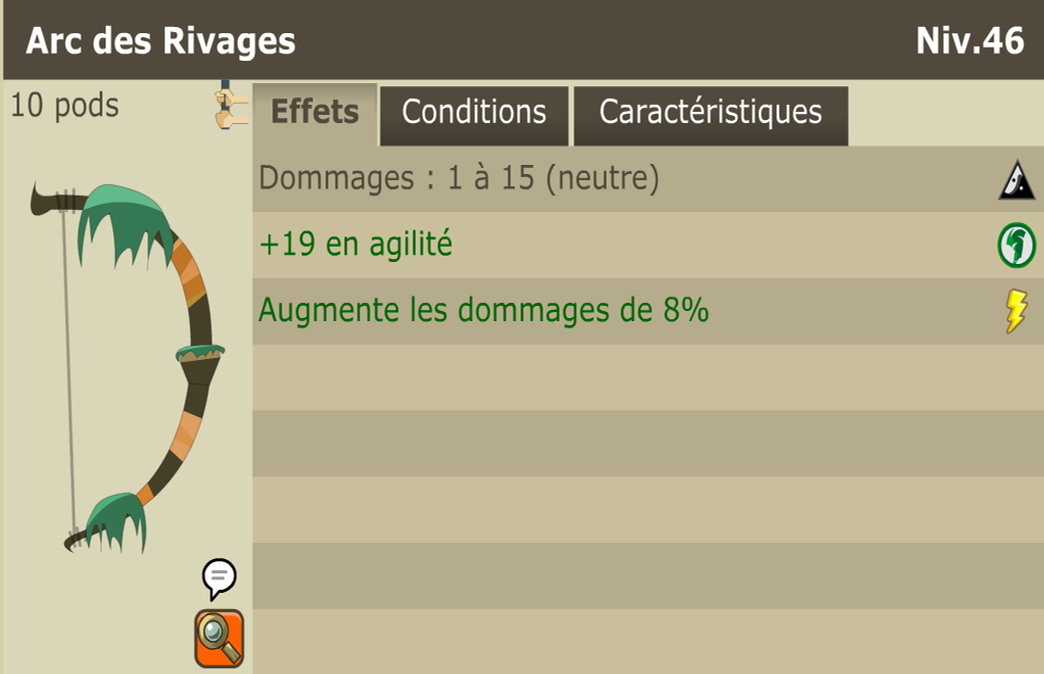 Arc des Rivages Niv.46
10 pods
Effets Conditions Caractéristiques
Dommages : 1 à 15 (neutre)
+19 en agilité
Augmente les dommages de 8%